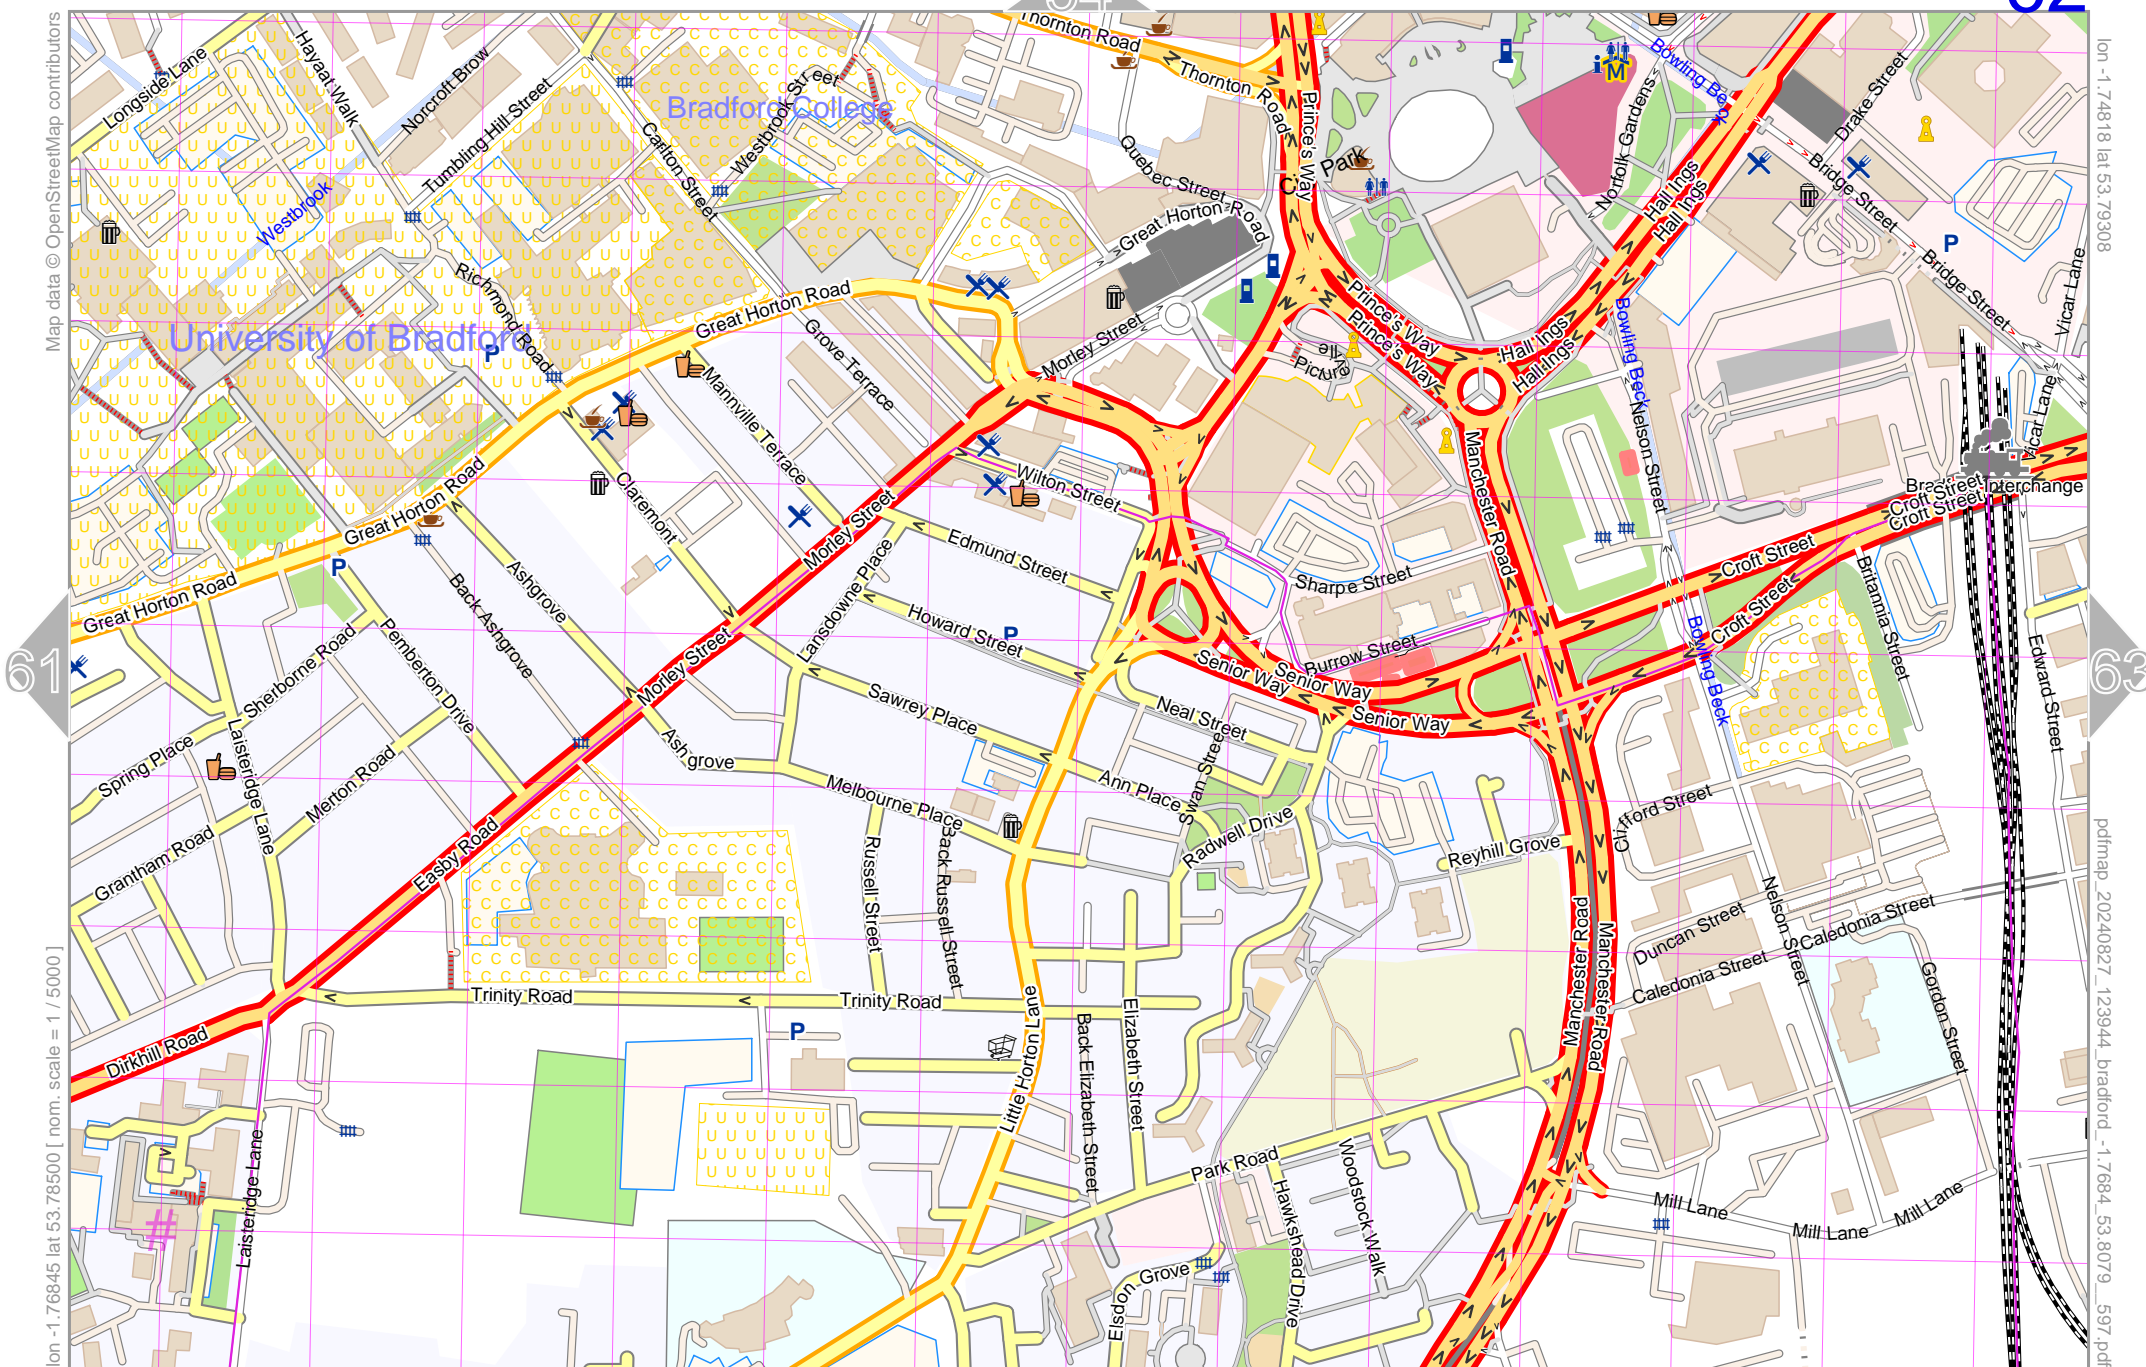 62
Map data © OpenStreetMap contributors
lon -1.76845 lat 53.78500 [ nom. scale = 1 / 5000 ]
lon -1.74818 lat 53.79308
pdfmap_20240827_123944_bradford_-1.7684_53.8079__597.pdf
61
63
Longside Lane
Hayaat Walk
Norcroft Brow
Tumbling Hill Street
Carlton Street
Westbrook Street
Bradford College
Thornton Road
Thornton Road
Quebec Street
Great Horton Road
Prince's Way
City Park
Norfolk Gardens
Bowling Beck
Hall Ings
Hall Ings
Drake Street
Bridge Street
Bridge Street
Vicar Lane
Vicar Lane
Westbrook
Richmond Road
University of Bradford
Great Horton Road
Grove Terrace
Morley Street
Prince's Way
Prince's Way
Pictureville
Hall Ings
Hall Ings
Bowling Beck
Nelson Street
Manchester Road
Mannville Terrace
Claremont
Wilton Street
Morley Street
Great Horton Road
Great Horton Road
Edmund Street
Lansdowne Place
Howard Street
Sharpe Street
Burrow Street
Croft Street
Croft Street
Croft Street
Croft Street
Bradford Interchange
Britannia Street
Edward Street
Bowling Beck
Ashgrove
Back Ashgrove
Pemberton Drive
Sherborne Road
Laisteridge Lane
Spring Place
Merton Road
Grantham Road
Morley Street
Easby Road
Ashgrove
Sawrey Place
Melbourne Place
Senior Way
Senior Way
Senior Way
Neal Street
Swan Street
Ann Place
Radwell Drive
Reyhill Grove
Clifford Street
Russell Street
Back Russell Street
Trinity Road
Trinity Road
Dirkhill Road
Laisteridge Lane
Little Horton Lane
Back Elizabeth Street
Elizabeth Street
Park Road
Woodstock Walk
Hawkshead Drive
Elsdon Grove
Manchester Road
Manchester Road
Duncan Street
Caledonia Street
Caledonia Street
Nelson Street
Gordon Street
Mill Lane
Mill Lane
Mill Lane